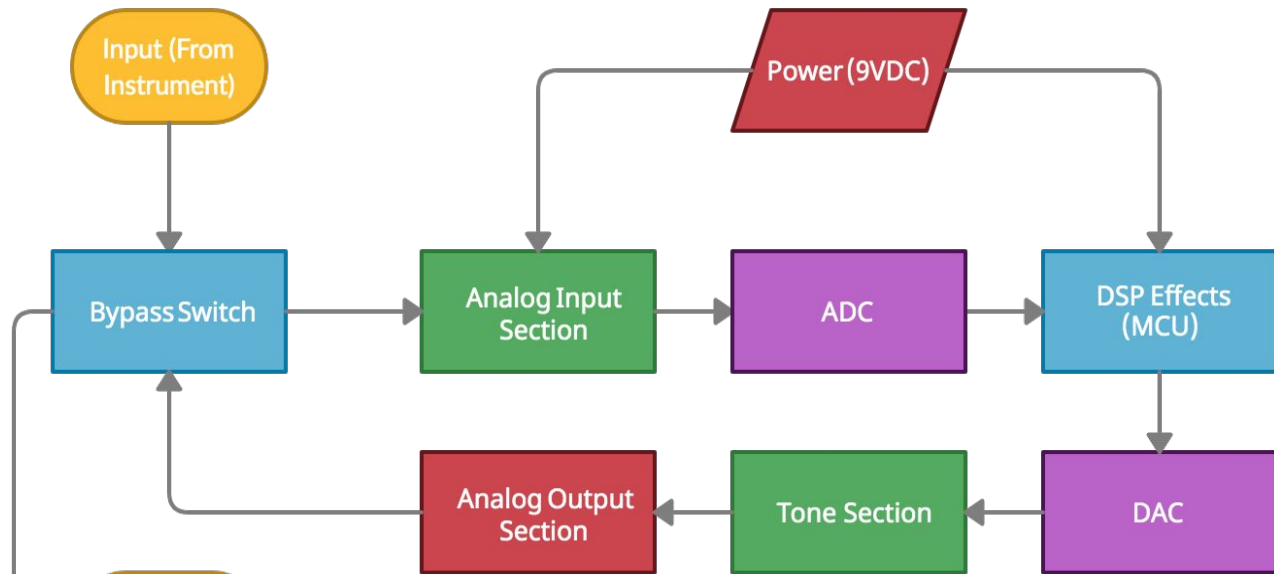 Input (From
Instrument)
Power (9VDC)
Bypass Switch
Analog Input
Section
ADC
DSP Effects
(MCU)
Analog Output
Section
Tone Section
DAC